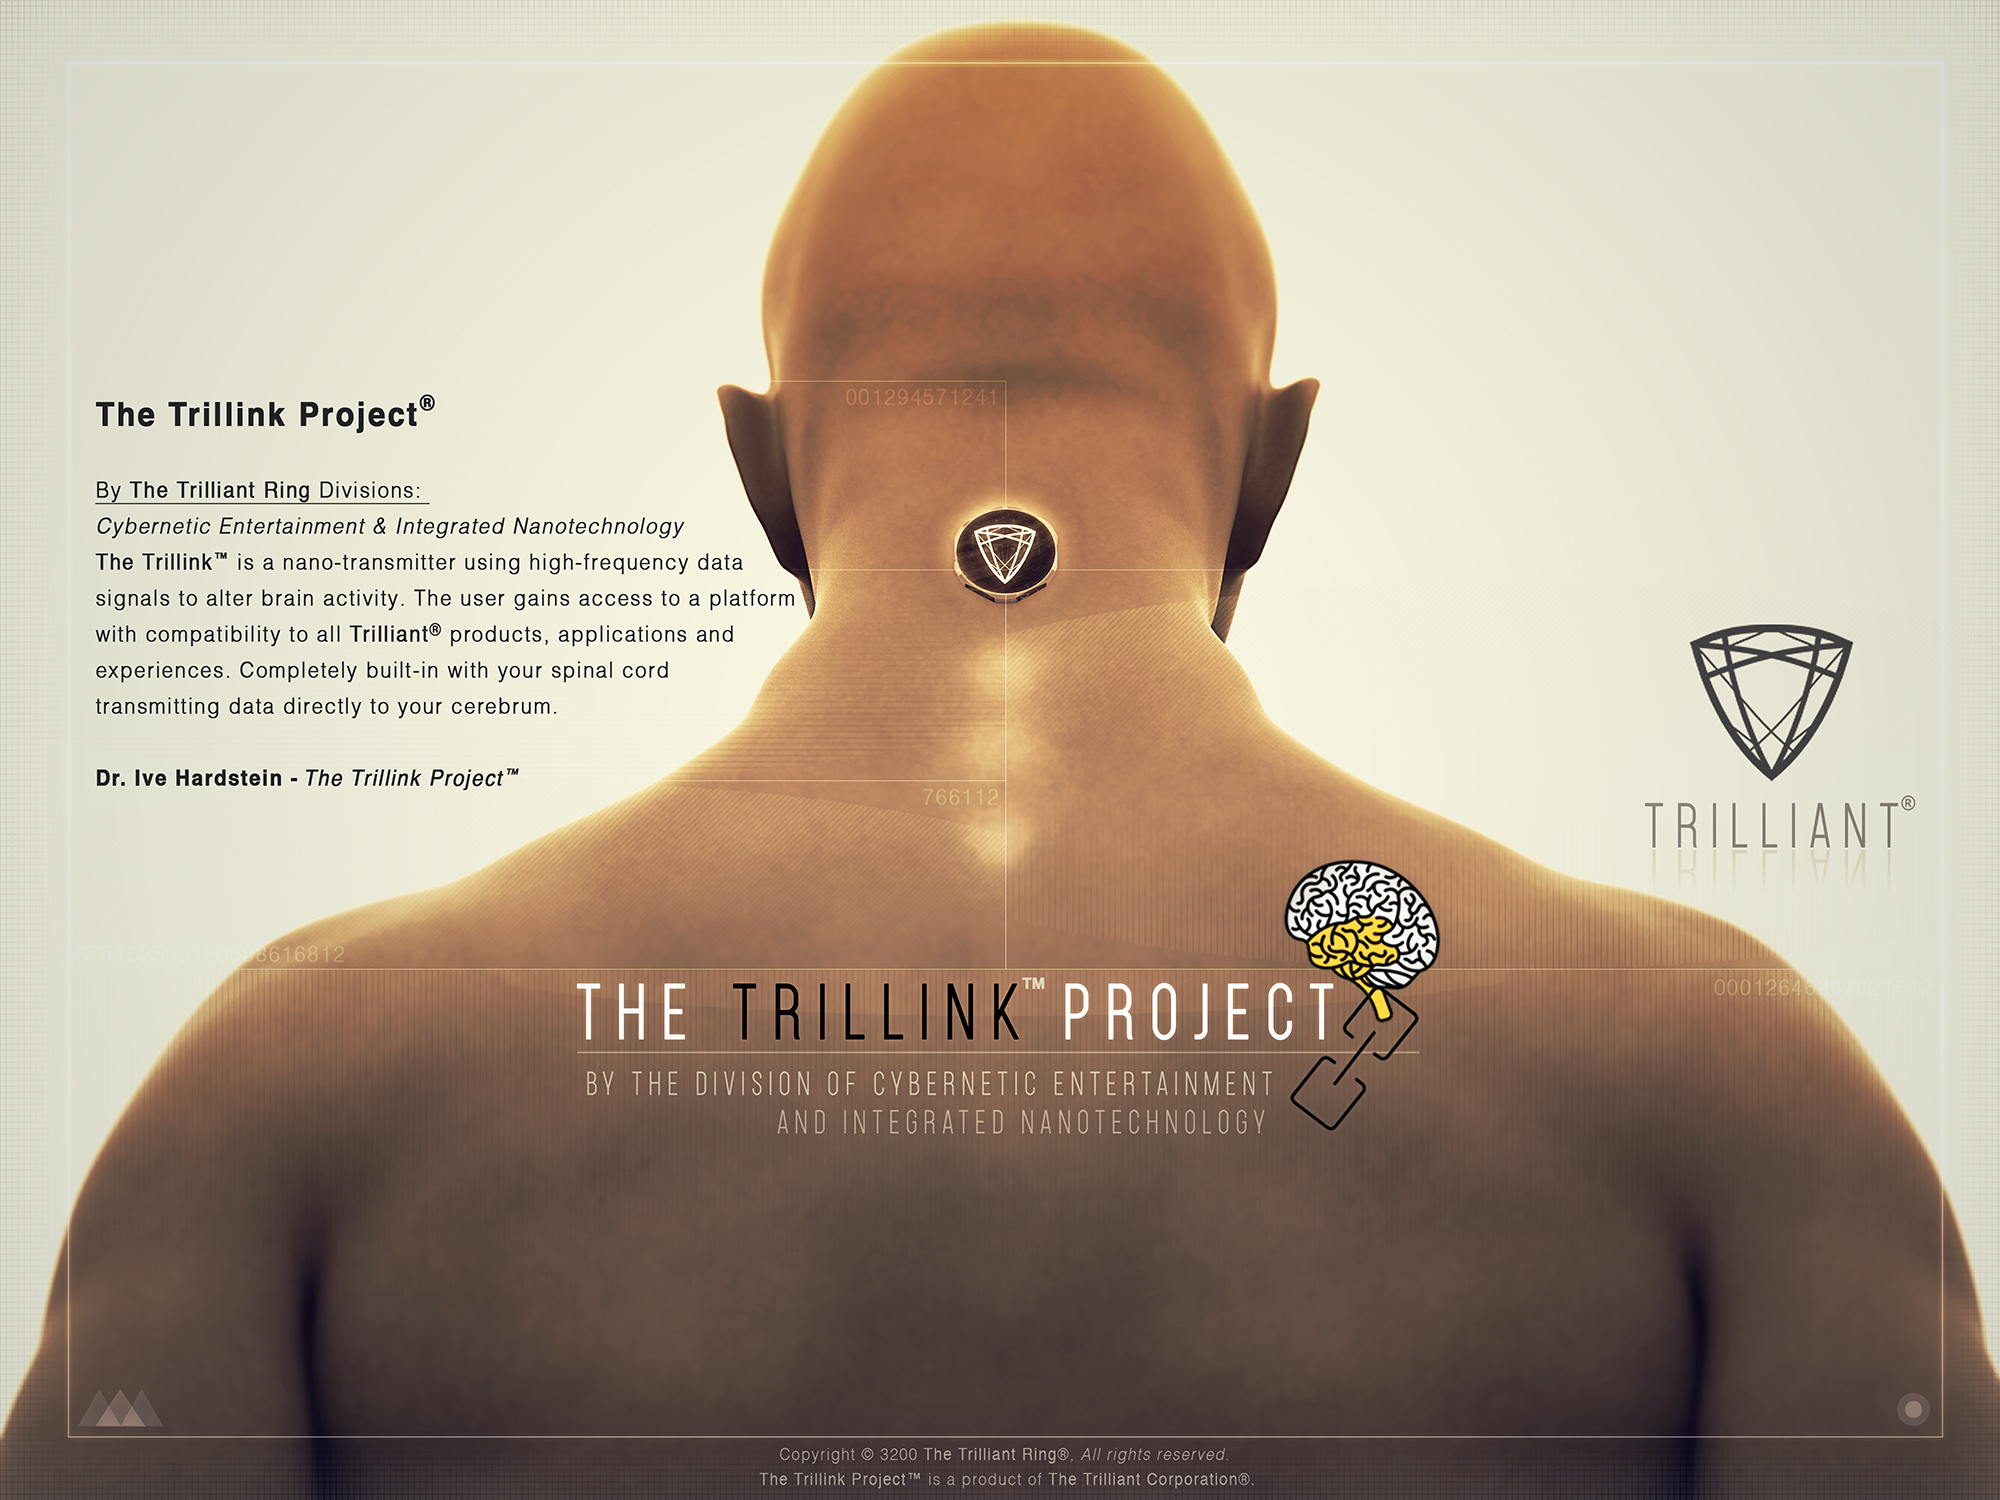 The Trillink Project®
By The Trilliant Ring Divisions:
Cybernetic Entertainment & Integrated Nanotechnology
The Trillink™ is a nano-transmitter using high-frequency data
signals to alter brain activity. The user gains access to a platform
with compatibility to all Trilliant® products, applications and
experiences. Completely built-in with your spinal cord
transmitting data directly to your cerebrum.
Dr. Ive Hardstein - The Trillink Project™
001294571241
766112
TRILLIANT®
THE TRILLINK™ PROJECT
BY THE DIVISION OF CYBERNETIC ENTERTAINMENT
AND INTEGRATED NANOTECHNOLOGY
Copyright © 3200 The Trilliant Ring®, All rights reserved.
The Trillink Project™ is a product of The Trilliant Corporation®.